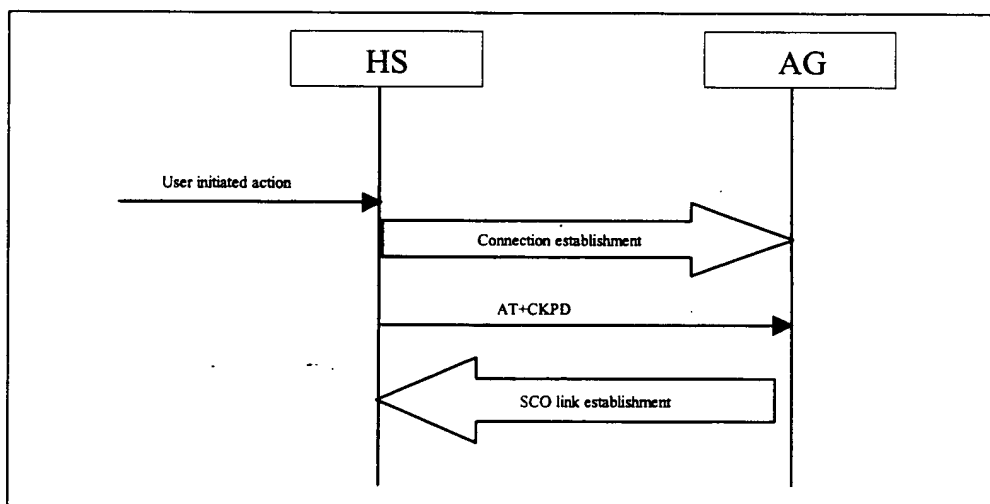 HS
AG
User initiated action
Connection establishment
AT+CKPD
SCO link establishment